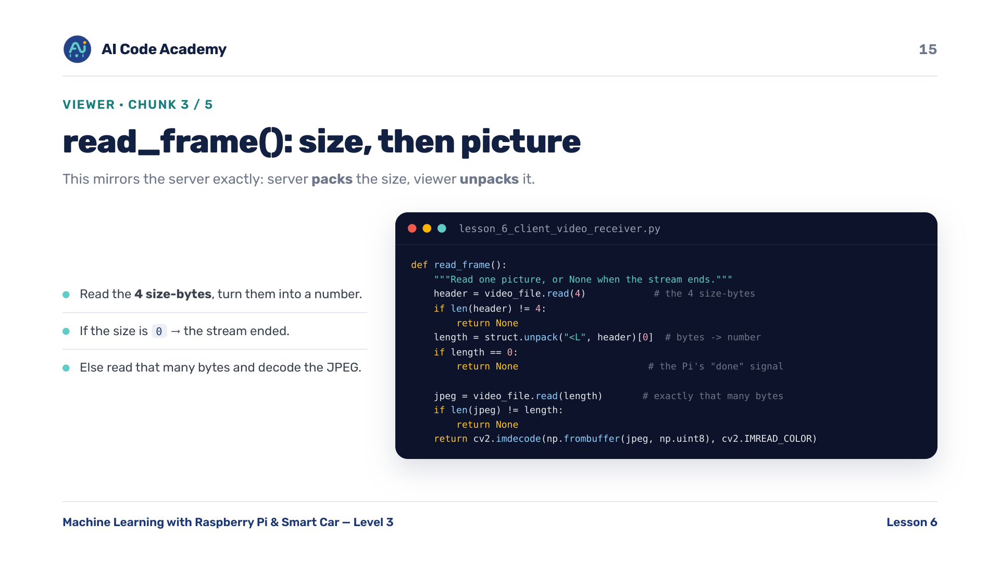 AI Code Academy
15
VIEWER • CHUNK 3 / 5
read_frame(): size, then picture
This mirrors the server exactly: server packs the size, viewer unpacks it.
Read the 4 size-bytes, turn them into a number.
If the size is 0 → the stream ended.
Else read that many bytes and decode the JPEG.
lesson_6_client_video_receiver.py
def read_frame():
    """Read one picture, or None when the stream ends."""
    header = video_file.read(4)            # the 4 size-bytes
    if len(header) != 4:
        return None
    length = struct.unpack("<L", header)[0]  # bytes -> number
    if length == 0:
        return None                       # the Pi's "done" signal
    jpeg = video_file.read(length)       # exactly that many bytes
    if len(jpeg) != length:
        return None
    return cv2.imdecode(np.frombuffer(jpeg, np.uint8), cv2.IMREAD_COLOR)
Machine Learning with Raspberry Pi & Smart Car — Level 3
Lesson 6